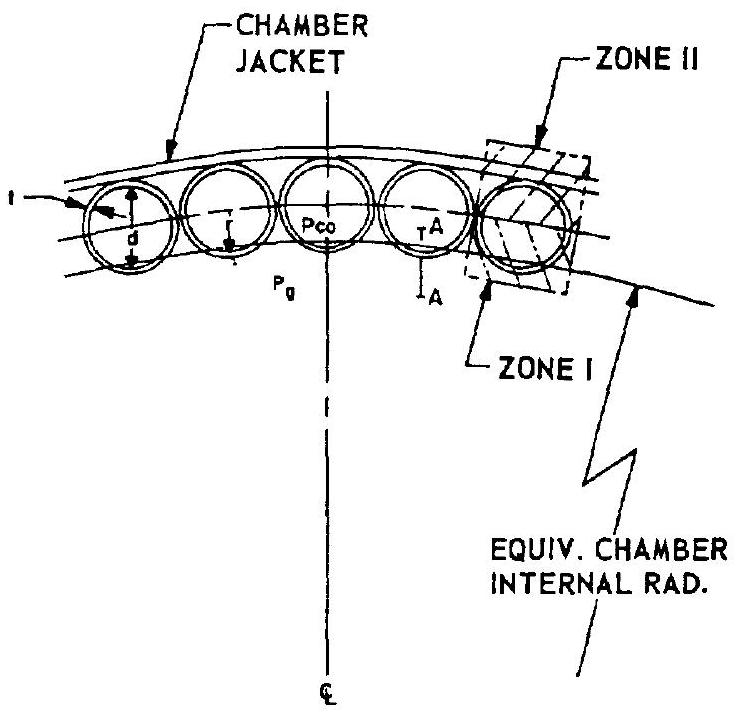 CHAMBER
JACKET
ZONE II
t
d
r
Pco
A
Pg
A
ZONE I
EQUIV. CHAMBER
INTERNAL RAD.
℄